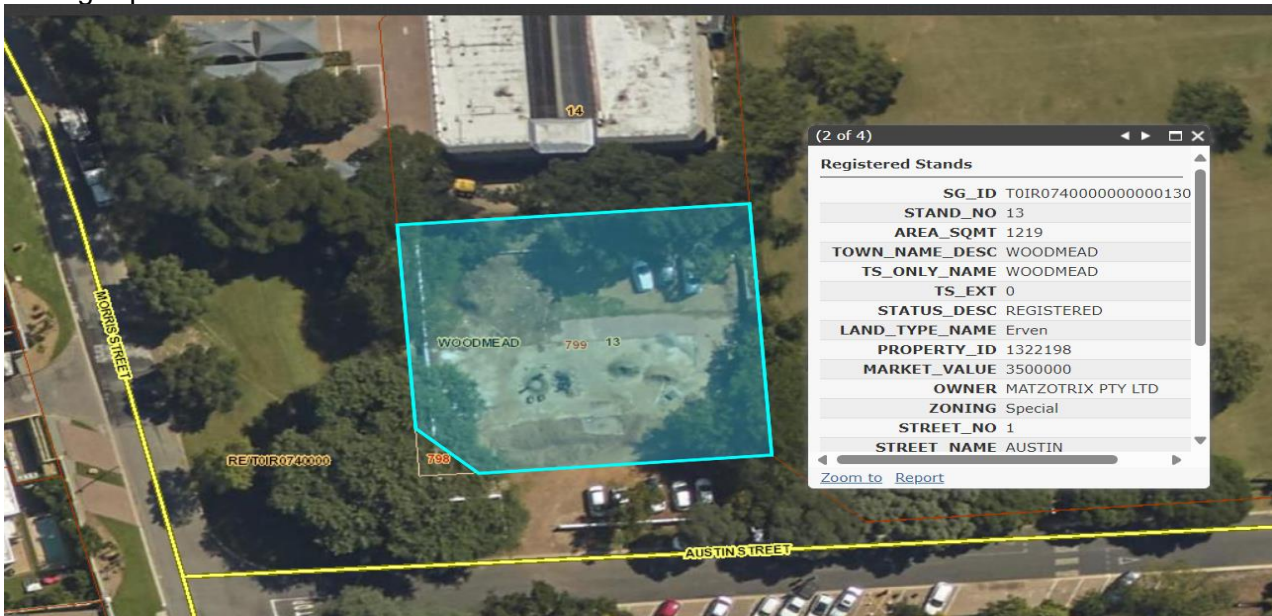 (2 of 4)
Registered Stands
SG_ID T0IR0740000000000130
STAND_NO 13
AREA_SQMT 1219
TOWN_NAME_DESC WOODMEAD
TS_ONLY_NAME WOODMEAD
TS_EXT 0
STATUS_DESC REGISTERED
LAND_TYPE_NAME Erven
PROPERTY_ID 1322198
MARKET_VALUE 3500000
OWNER MATZOTRIX PTY LTD
ZONING Special
STREET_NO 1
STREET_NAME AUSTIN
Zoom to Report
14
MORRIS STREET
WOODMEAD 799 13
RE/T0IR0740000
798
AUSTIN STREET